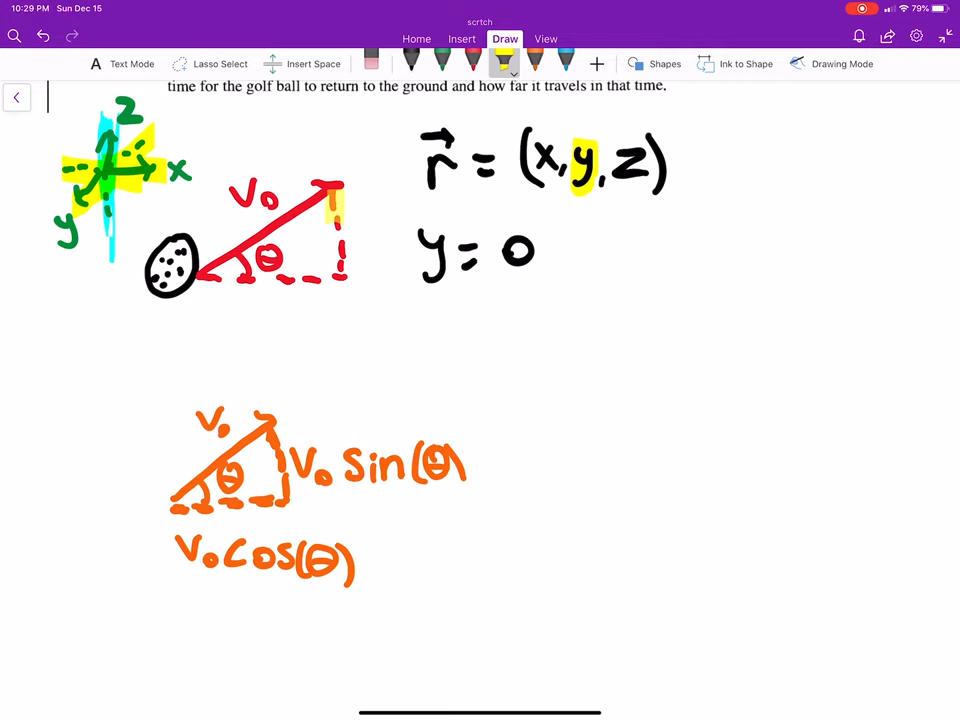 10:29 PM Sun Dec 15
79%
scrtch
Home Insert Draw View
A Text Mode Lasso Select Insert Space + Shapes Ink to Shape Drawing Mode
time for the golf ball to return to the ground and how far it travels in that time.
z
x
y
V₀
θ
r⃗ = (x, y, z)
y = 0
V₀
θ
V₀ sin(θ)
V₀ cos(θ)